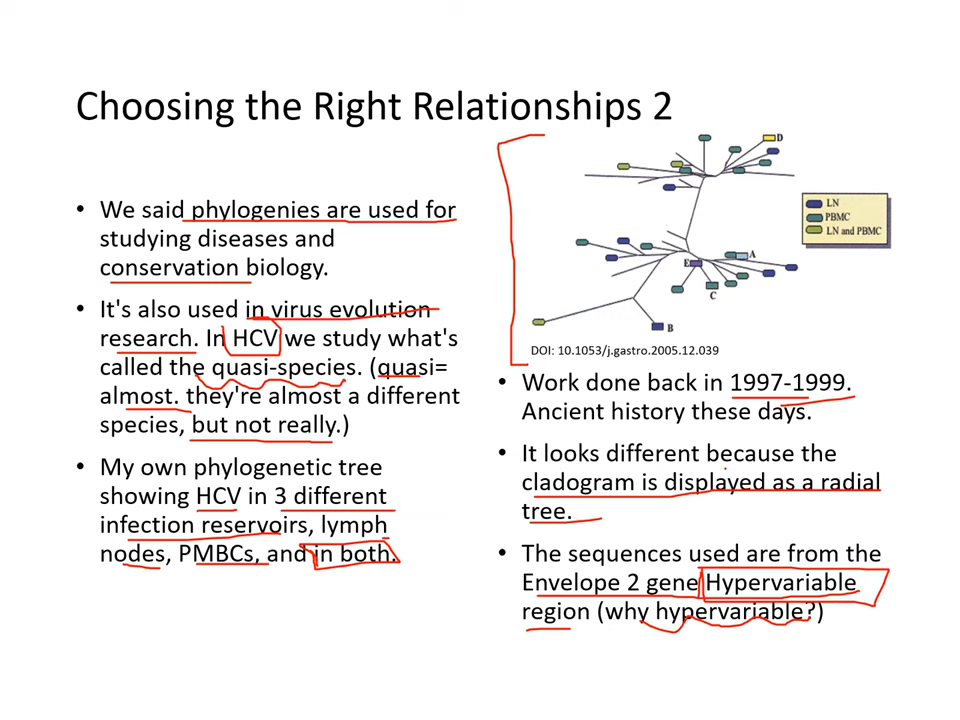 Choosing the Right Relationships 2
• We said phylogenies are used for
studying diseases and
conservation biology.
• It's also used in virus evolution
research. In HCV we study what's
called the quasi-species. (quasi=
almost. they're almost a different
species, but not really.)
• My own phylogenetic tree
showing HCV in 3 different
infection reservoirs, lymph
nodes, PMBCs, and in both.
D
A
E
C
B
LN
PBMC
LN and PBMC
DOI: 10.1053/j.gastro.2005.12.039
• Work done back in 1997-1999.
Ancient history these days.
• It looks different because the
cladogram is displayed as a radial
tree.
• The sequences used are from the
Envelope 2 gene Hypervariable
region (why hypervariable?)